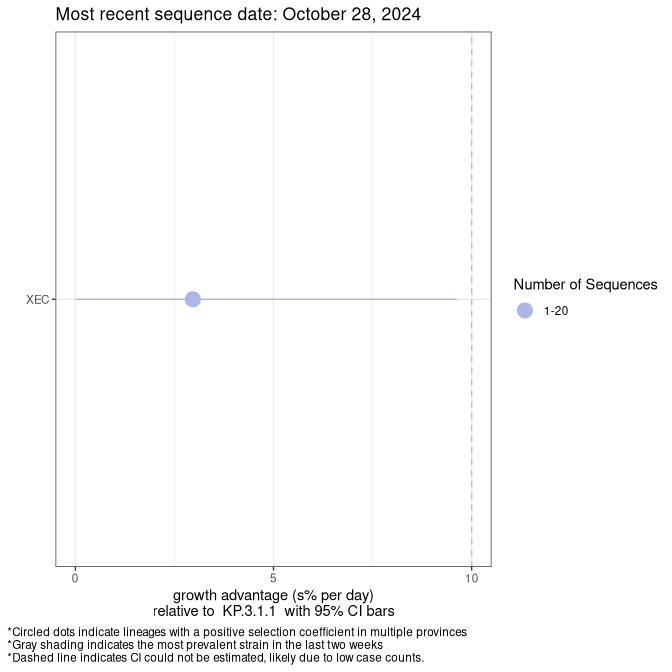 Most recent sequence date: October 28, 2024
XEC
Number of Sequences
1-20
0 5 10
growth advantage (s% per day)
relative to  KP.3.1.1  with 95% CI bars
*Circled dots indicate lineages with a positive selection coefficient in multiple provinces
*Gray shading indicates the most prevalent strain in the last two weeks
*Dashed line indicates CI could not be estimated, likely due to low case counts.